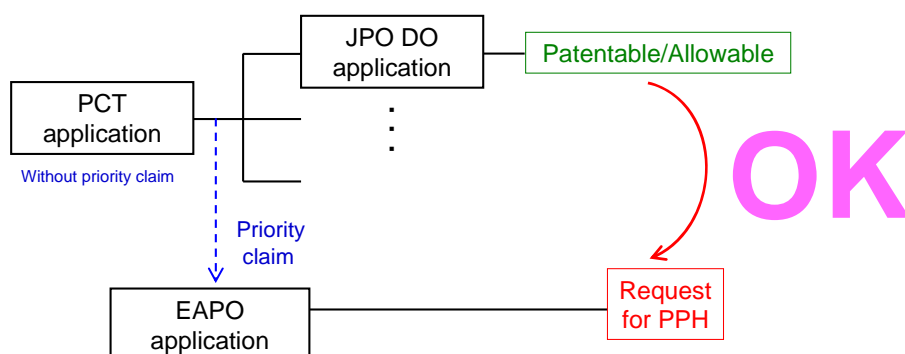 JPO DO
application
Patentable/Allowable
PCT
application
Without priority claim
OK
Priority
claim
EAPO
application
Request
for PPH